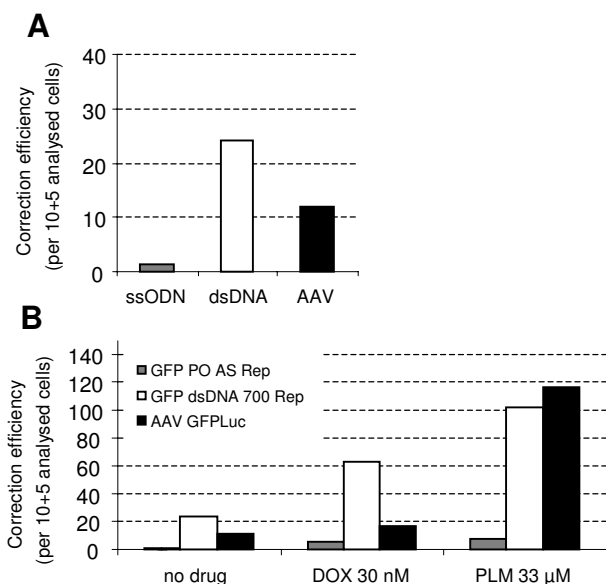 A
Correction efficiency
(per 10+5 analysed cells)
40
30
20
10
0
ssODN dsDNA AAV
B
Correction efficiency
(per 10+5 analysed cells)
140
120
100
80
60
40
20
0
GFP PO AS Rep
GFP dsDNA 700 Rep
AAV GFPLuc
no drug DOX 30 nM PLM 33 µM